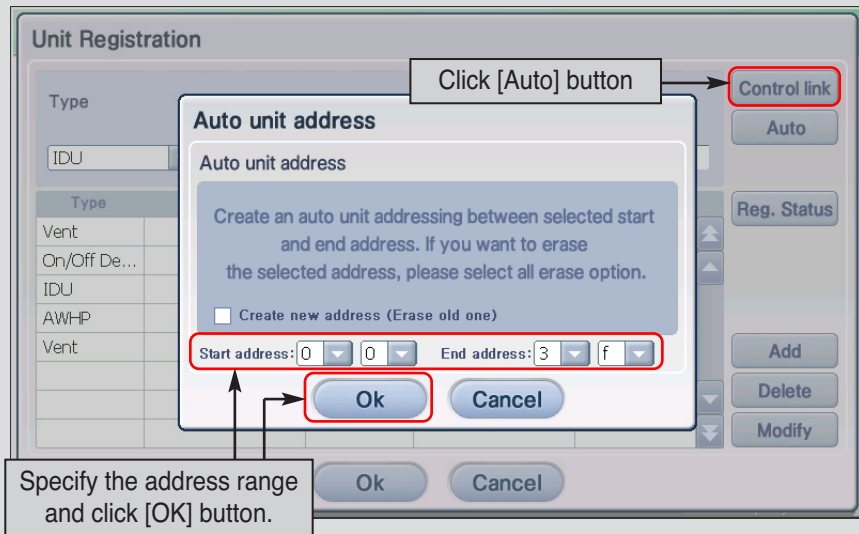 Unit Registration
Click [Auto] button
Control link
Type
Auto
IDU
Auto unit address
Auto unit address
Create an auto unit addressing between selected start
and end address. If you want to erase
the selected address, please select all erase option.
Create new address (Erase old one)
Start address: 0 0 End address: 3 f
Ok Cancel
Type
Vent
On/Off De...
IDU
AWHP
Vent
Reg. Status
Add
Delete
Modify
Ok Cancel
Specify the address range
and click [OK] button.